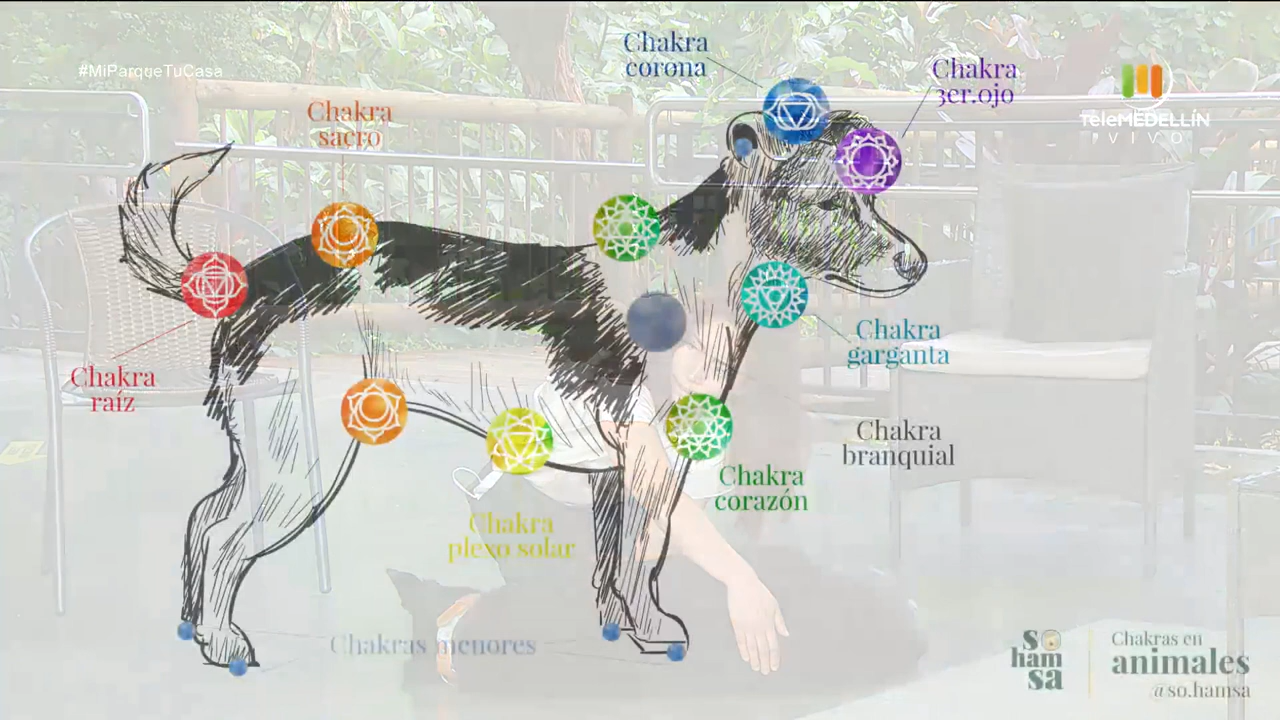 #MiParqueTuCasa
Chakra
corona
Chakra
3er.ojo
TeleMEDELLÍN
VIVO
Chakra
sacro
Chakra
raíz
Chakra
garganta
Chakra
branquial
Chakra
corazón
Chakra
plexo solar
Chakras menores
so
ham
sa
Chakras en
animales
@so.hamsa